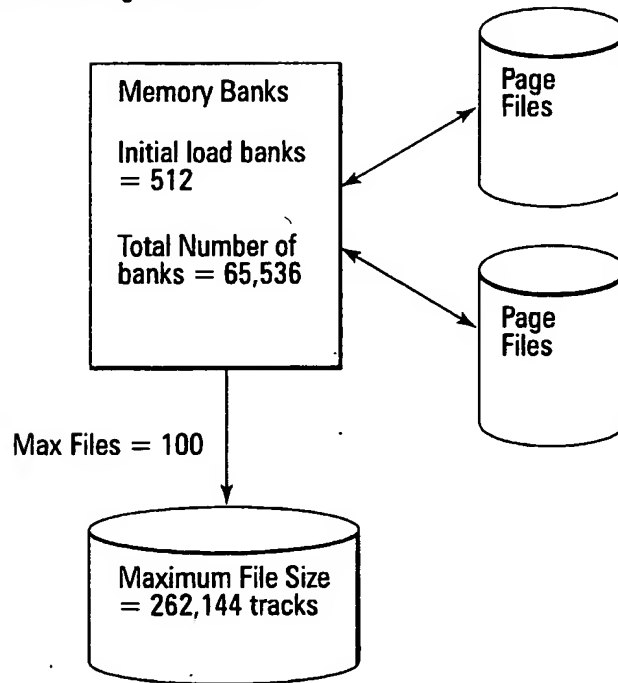 Memory Banks
Initial load banks
= 512
Total Number of
banks = 65,536
Page
Files
Page
Files
Max Files = 100
Maximum File Size
= 262,144 tracks